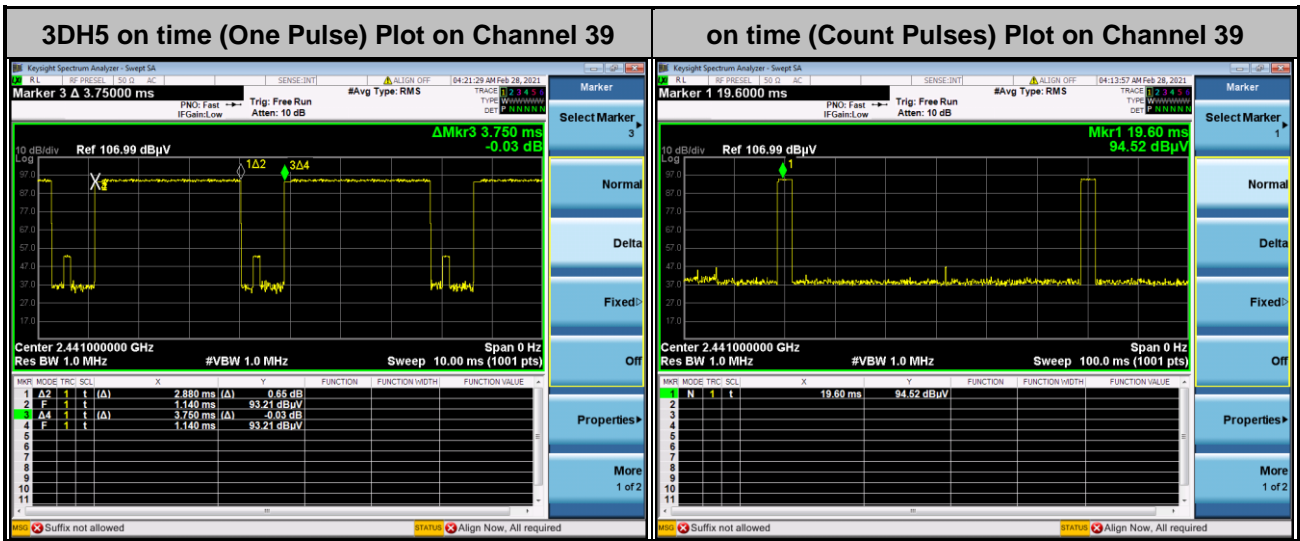 3DH5 on time (One Pulse) Plot on Channel 39
on time (Count Pulses) Plot on Channel 39
Keysight Spectrum Analyzer - Swept SA
RL RF PRESEL 50 Ω AC SENSE:INT ALIGN OFF 04:21:29 AM Feb 28, 2021
Marker 3 Δ 3.75000 ms
PNO: Fast
IFGain:Low
Trig: Free Run
Atten: 10 dB
#Avg Type: RMS
TRACE 1 2 3 4 5 6
TYPE WWWWWW
DET P NNNNN
ΔMkr3 3.750 ms
-0.03 dB
10 dB/div Ref 106.99 dBµV
Log
97.0
87.0
77.0
67.0
57.0
47.0
37.0
27.0
17.0
X
1Δ2
3Δ4
Center 2.441000000 GHz Span 0 Hz
Res BW 1.0 MHz #VBW 1.0 MHz Sweep 10.00 ms (1001 pts)
MKR MODE TRC SCL X Y FUNCTION FUNCTION WIDTH FUNCTION VALUE
1 Δ2 1 t (Δ) 2.880 ms (Δ) 0.65 dB
2 F 1 t 1.140 ms 93.21 dBµV
3 Δ4 1 t (Δ) 3.750 ms (Δ) -0.03 dB
4 F 1 t 1.140 ms 93.21 dBµV
5
6
7
8
9
10
11
MSG Suffix not allowed STATUS Align Now, All required
Marker
Select Marker
3
Normal
Delta
Fixed
Off
Properties
More
1 of 2
Keysight Spectrum Analyzer - Swept SA
RL RF PRESEL 50 Ω AC SENSE:INT ALIGN OFF 04:13:57 AM Feb 28, 2021
Marker 1 19.6000 ms
PNO: Fast
IFGain:Low
Trig: Free Run
Atten: 10 dB
#Avg Type: RMS
TRACE 1 2 3 4 5 6
TYPE WWWWWW
DET P NNNNN
Mkr1 19.60 ms
94.52 dBµV
10 dB/div Ref 106.99 dBµV
Log
97.0
87.0
77.0
67.0
57.0
47.0
37.0
27.0
17.0
1
Center 2.441000000 GHz Span 0 Hz
Res BW 1.0 MHz #VBW 1.0 MHz Sweep 100.0 ms (1001 pts)
MKR MODE TRC SCL X Y FUNCTION FUNCTION WIDTH FUNCTION VALUE
1 N 1 t 19.60 ms 94.52 dBµV
2
3
4
5
6
7
8
9
10
11
MSG Suffix not allowed STATUS Align Now, All required
Marker
Select Marker
1
Normal
Delta
Fixed
Off
Properties
More
1 of 2